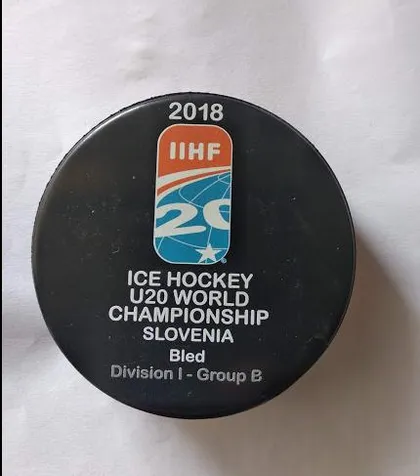 2018
IIHF
20
ICE HOCKEY
U20 WORLD
CHAMPIONSHIP
SLOVENIA
Bled
Division I - Group B